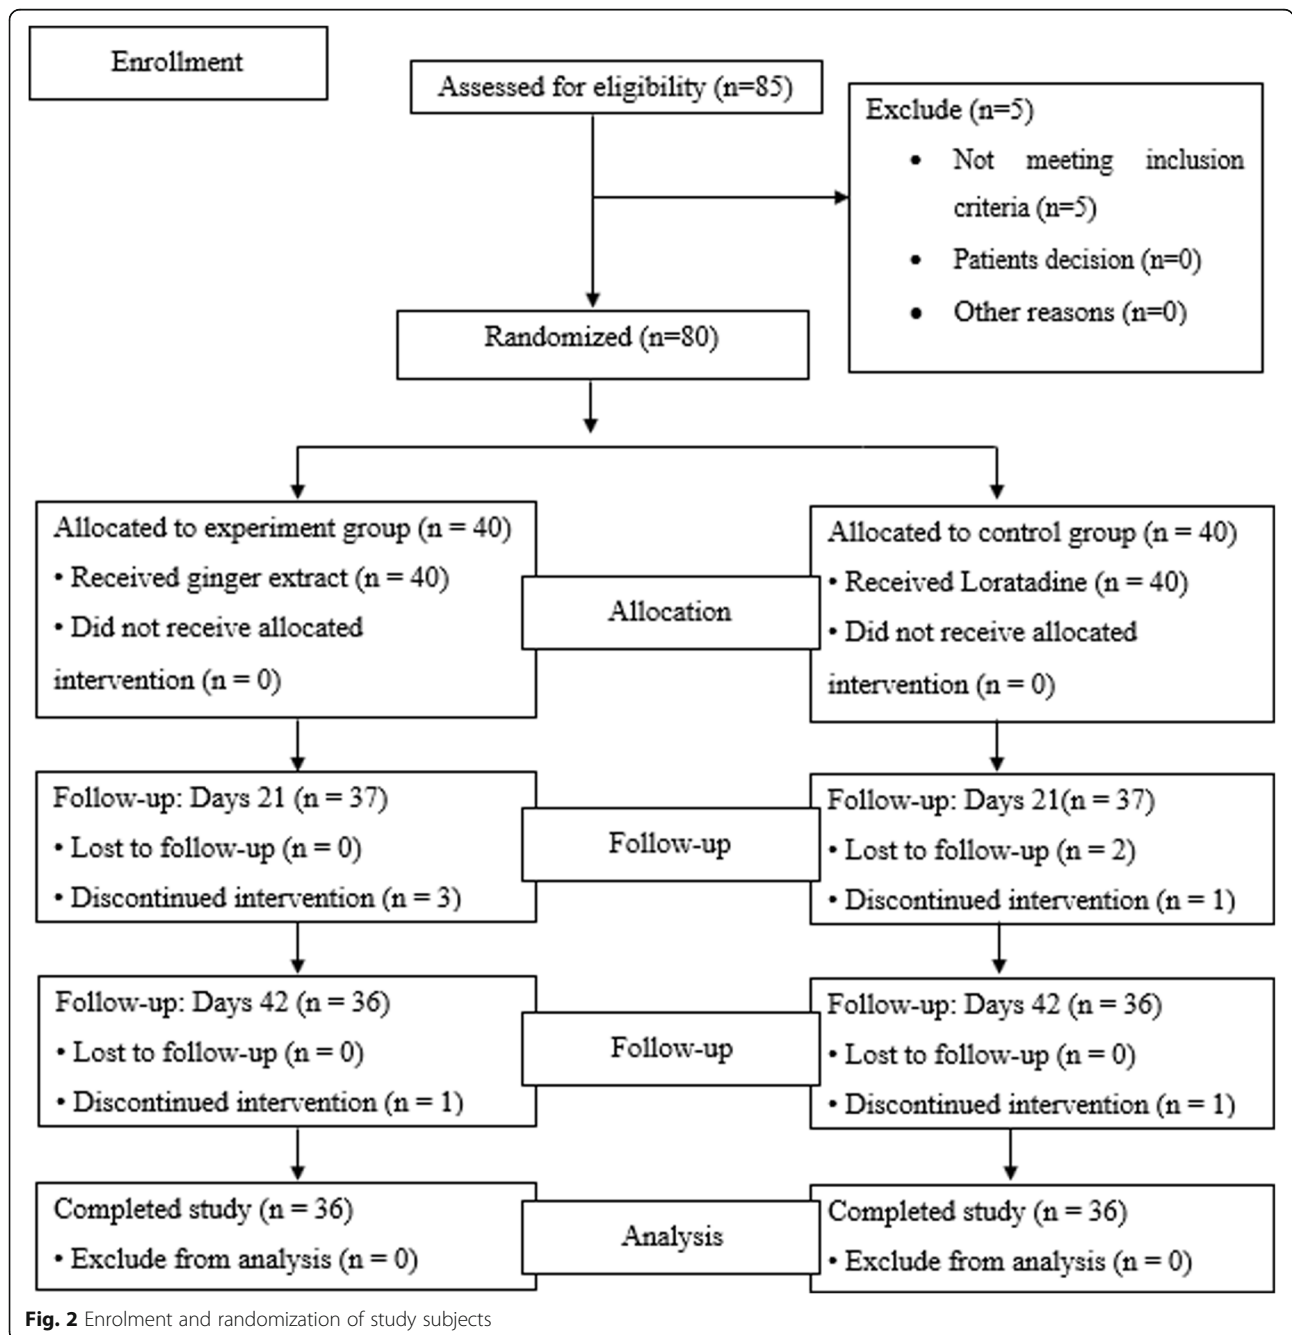 Enrollment
Assessed for eligibility (n=85)
Exclude (n=5)
• Not meeting inclusion
criteria (n=5)
• Patients decision (n=0)
• Other reasons (n=0)
Randomized (n=80)
Allocated to experiment group (n = 40)
• Received ginger extract (n = 40)
• Did not receive allocated
intervention (n = 0)
Allocation
Allocated to control group (n = 40)
• Received Loratadine (n = 40)
• Did not receive allocated
intervention (n = 0)
Follow-up: Days 21 (n = 37)
• Lost to follow-up (n = 0)
• Discontinued intervention (n = 3)
Follow-up
Follow-up: Days 21(n = 37)
• Lost to follow-up (n = 2)
• Discontinued intervention (n = 1)
Follow-up: Days 42 (n = 36)
• Lost to follow-up (n = 0)
• Discontinued intervention (n = 1)
Follow-up
Follow-up: Days 42 (n = 36)
• Lost to follow-up (n = 0)
• Discontinued intervention (n = 1)
Completed study (n = 36)
• Exclude from analysis (n = 0)
Analysis
Completed study (n = 36)
• Exclude from analysis (n = 0)
Fig. 2 Enrolment and randomization of study subjects